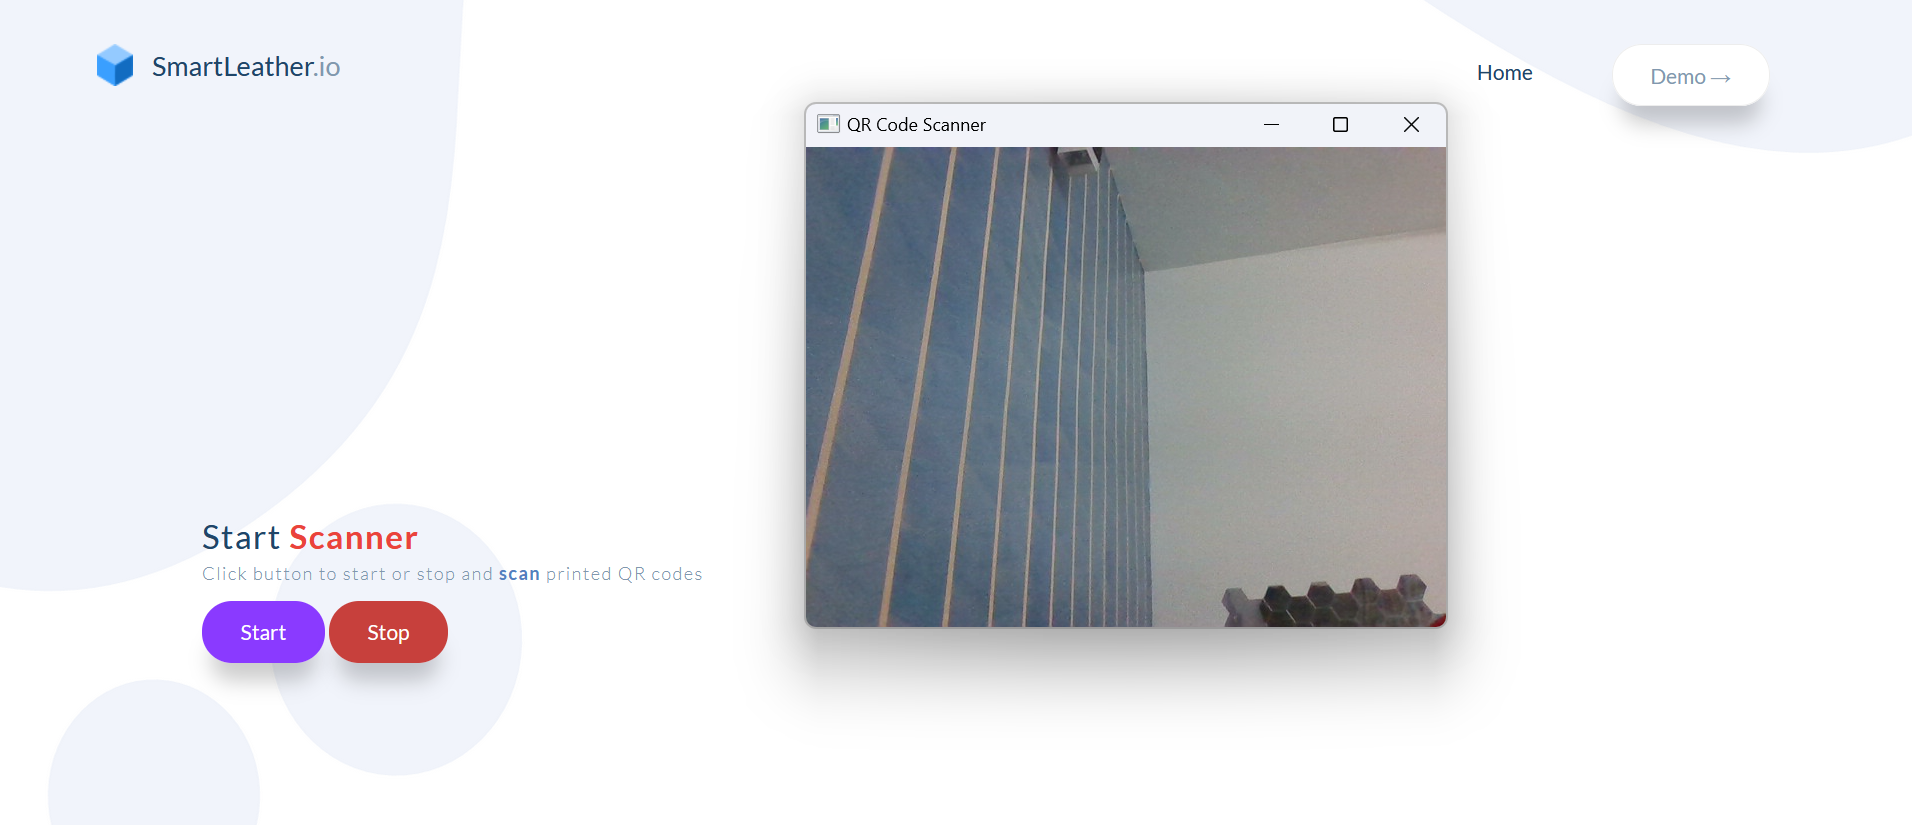 SmartLeather.io
Home
Demo →
QR Code Scanner
Start Scanner
Click button to start or stop and scan printed QR codes
Start
Stop